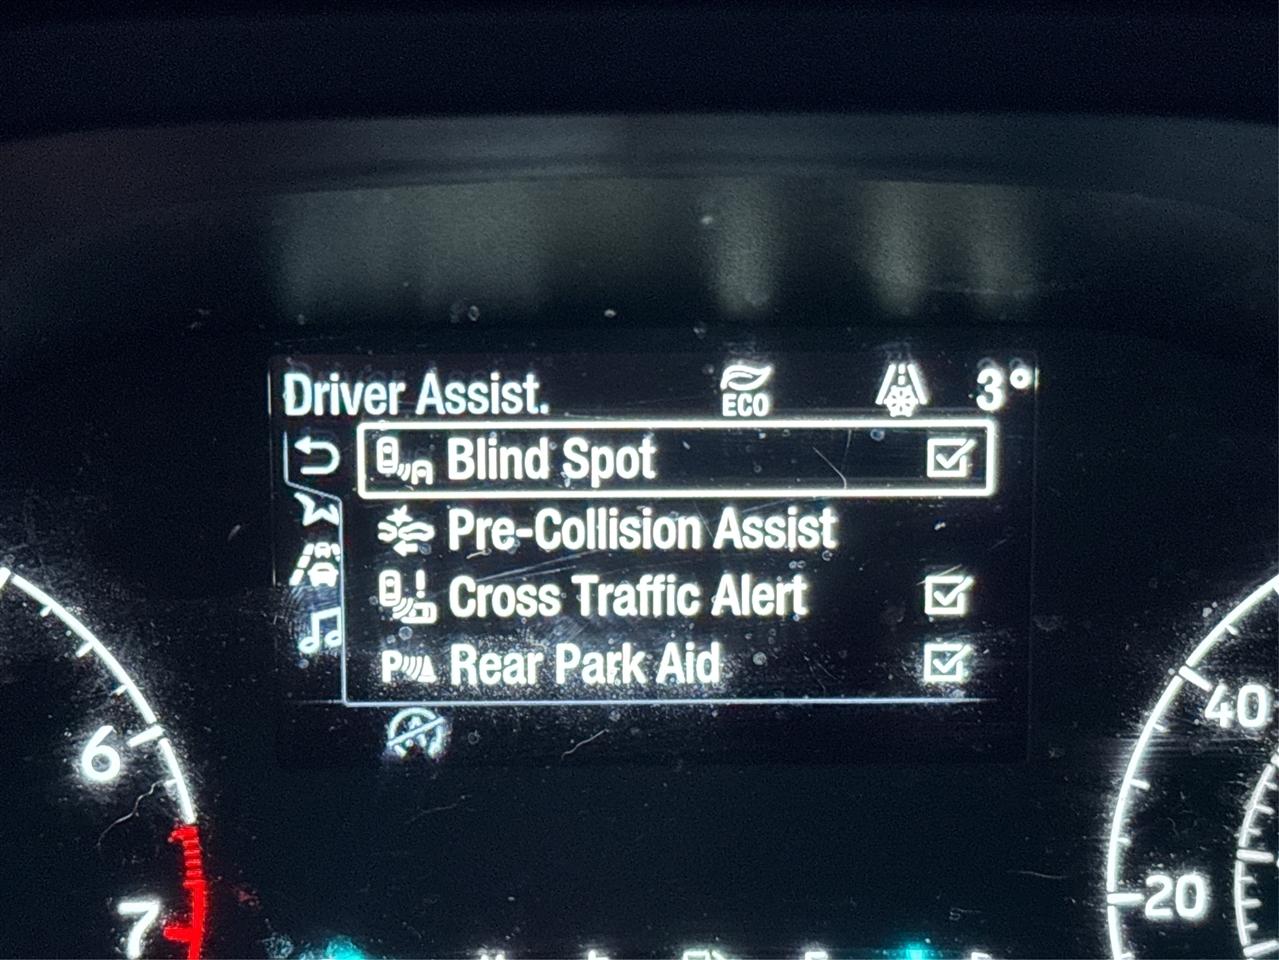 Driver Assist. ECO 3°
Blind Spot
Pre-Collision Assist
Cross Traffic Alert
P Rear Park Aid
A
6
7
40
20